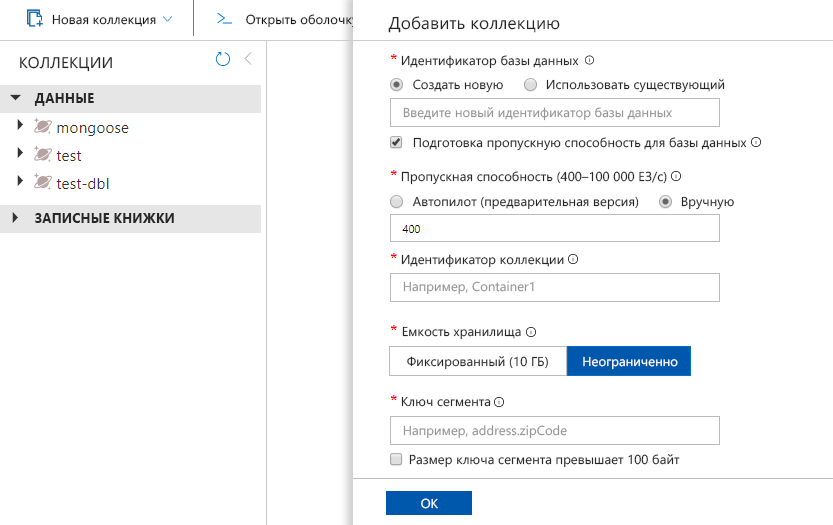 Новая коллекция
Открыть оболочку
КОЛЛЕКЦИИ
ДАННЫЕ
mongoose
test
test-dbl
ЗАПИСНЫЕ КНИЖКИ
Добавить коллекцию
* Идентификатор базы данных
Создать новую Использовать существующий
Введите новый идентификатор базы данных
Подготовка пропускную способность для базы данных
* Пропускная способность (400–100 000 ЕЗ/с)
Автопилот (предварительная версия) Вручную
400
* Идентификатор коллекции
Например, Container1
* Емкость хранилища
Фиксированный (10 ГБ) Неограниченно
* Ключ сегмента
Например, address.zipCode
Размер ключа сегмента превышает 100 байт
ОК